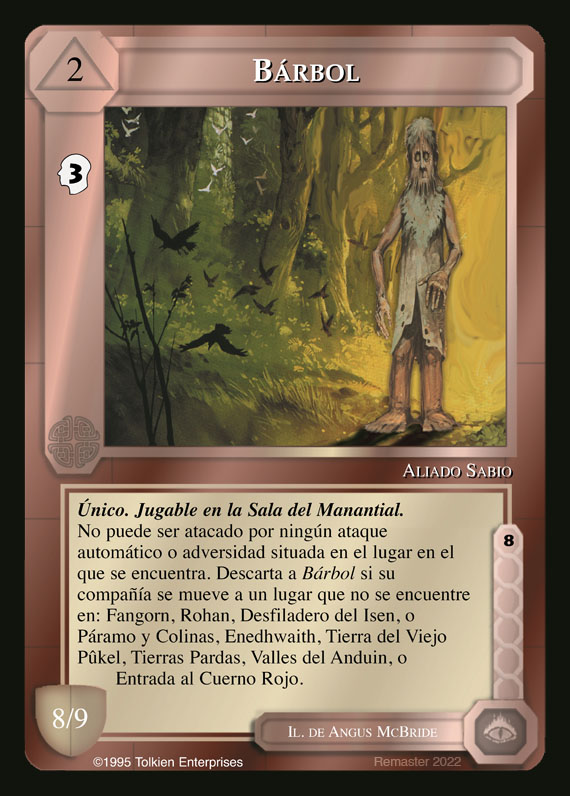 2
BÁRBOL
3
ALIADO SABIO
Único. Jugable en la Sala del Manantial.
No puede ser atacado por ningún ataque
automático o adversidad situada en el lugar en el
que se encuentra. Descarta a Bárbol si su
compañía se mueve a un lugar que no se encuentre
en: Fangorn, Rohan, Desfiladero del Isen, o
Páramo y Colinas, Enedhwaith, Tierra del Viejo
Pûkel, Tierras Pardas, Valles del Anduin, o
Entrada al Cuerno Rojo.
8
8/9
IL. DE ANGUS MCBRIDE
©1995 Tolkien Enterprises
Remaster 2022